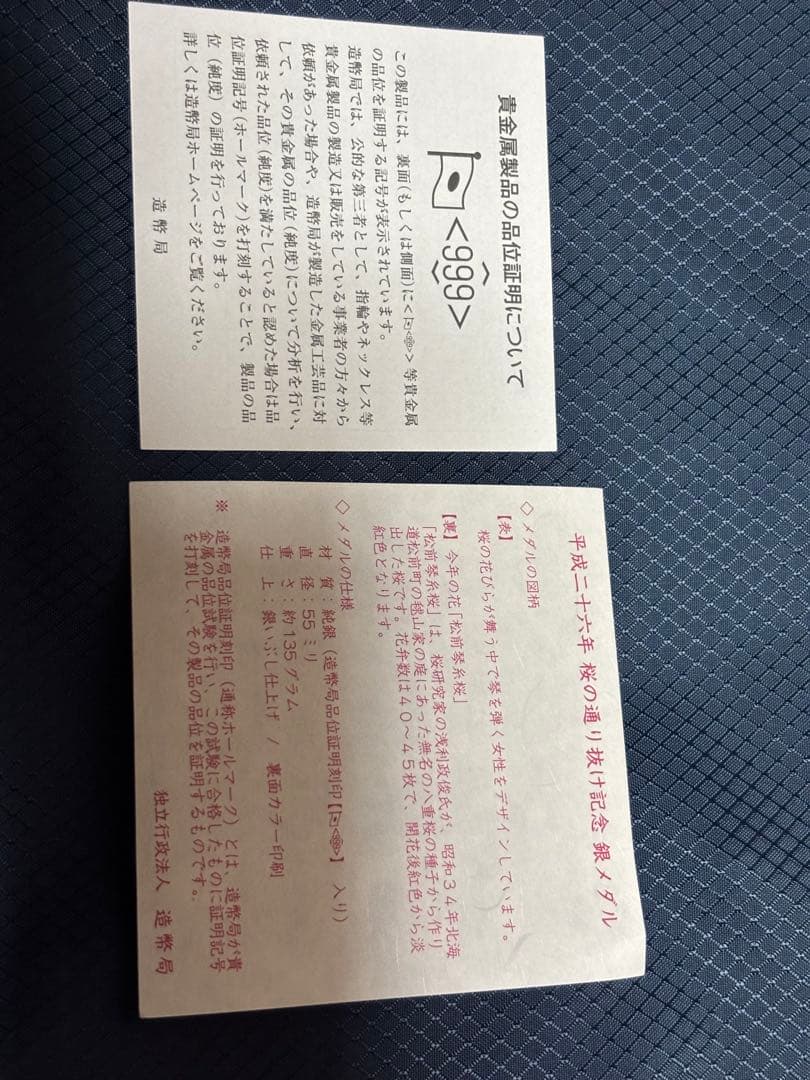 貴金属製品の品位証明について
<999>
この製品には、裏面(もしくは側面)に<999>等貴金属
の品位を証明する記号が表示されています。
造幣局では、公的な第三者として、指輪やネックレス等
貴金属製品の製造又は販売をしている事業者の方々から
依頼があった場合や、造幣局が製造した金属工芸品に対
して、その貴金属の品位(純度)について分析を行い、
依頼された品位(純度)を満たしていると認めた場合は品
位証明記号(ホールマーク)を打刻することで、製品の品
位(純度)の証明を行っております。
詳しくは造幣局ホームページをご覧ください。
造幣局
平成二十六年 桜の通り抜け記念 銀メダル
◇メダルの図柄
【表】
桜の花びらが舞う中で琴を弾く女性をデザインしています。
【裏】今年の花「松前琴糸桜」
「松前琴糸桜」は、桜研究家の浅利政俊氏が、昭和34年北海
道松前町の毬山家の庭にあった無名の八重桜の種子から作り
出した桜です。花弁数は40～45枚で、開花後紅色から淡
紅色となります。
◇メダルの仕様
材 質：純銀(造幣局品位証明刻印【<999>】 入り)
直 径：55ミリ
重 さ：約135グラム
仕 上：銀いぶし仕上げ / 裏面カラー印刷
※ 造幣局品位証明刻印(通称ホールマーク)とは、造幣局が貴
金属の品位試験を行い、この試験に合格したものに証明記号
を打刻して、その製品の品位を証明するものです。
独立行政法人 造幣局